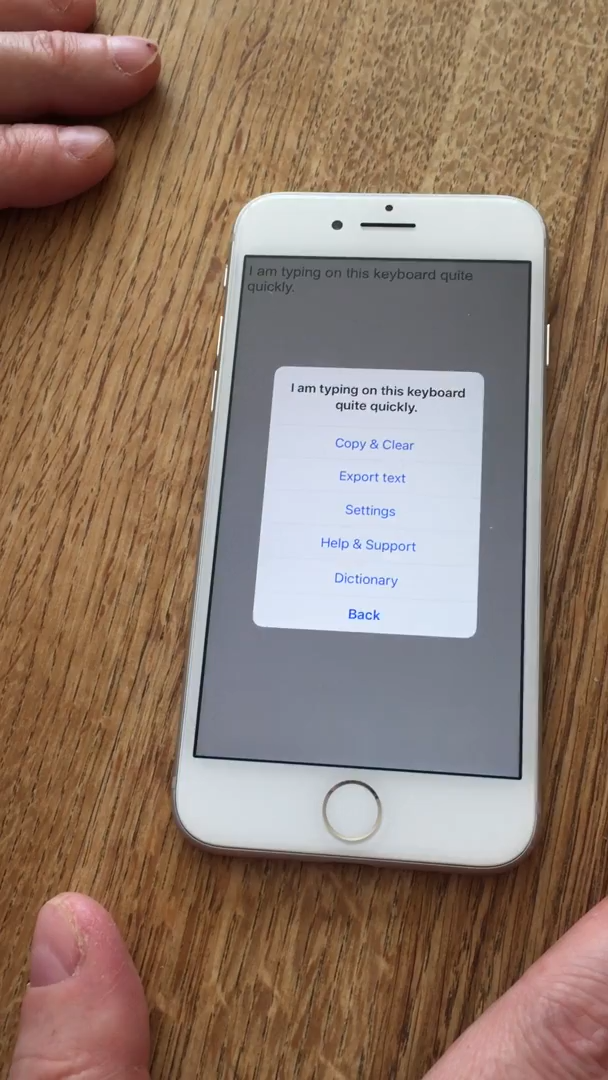 I am typing on this keyboard quite
quickly.
I am typing on this keyboard
quite quickly.
Copy & Clear
Export text
Settings
Help & Support
Dictionary
Back